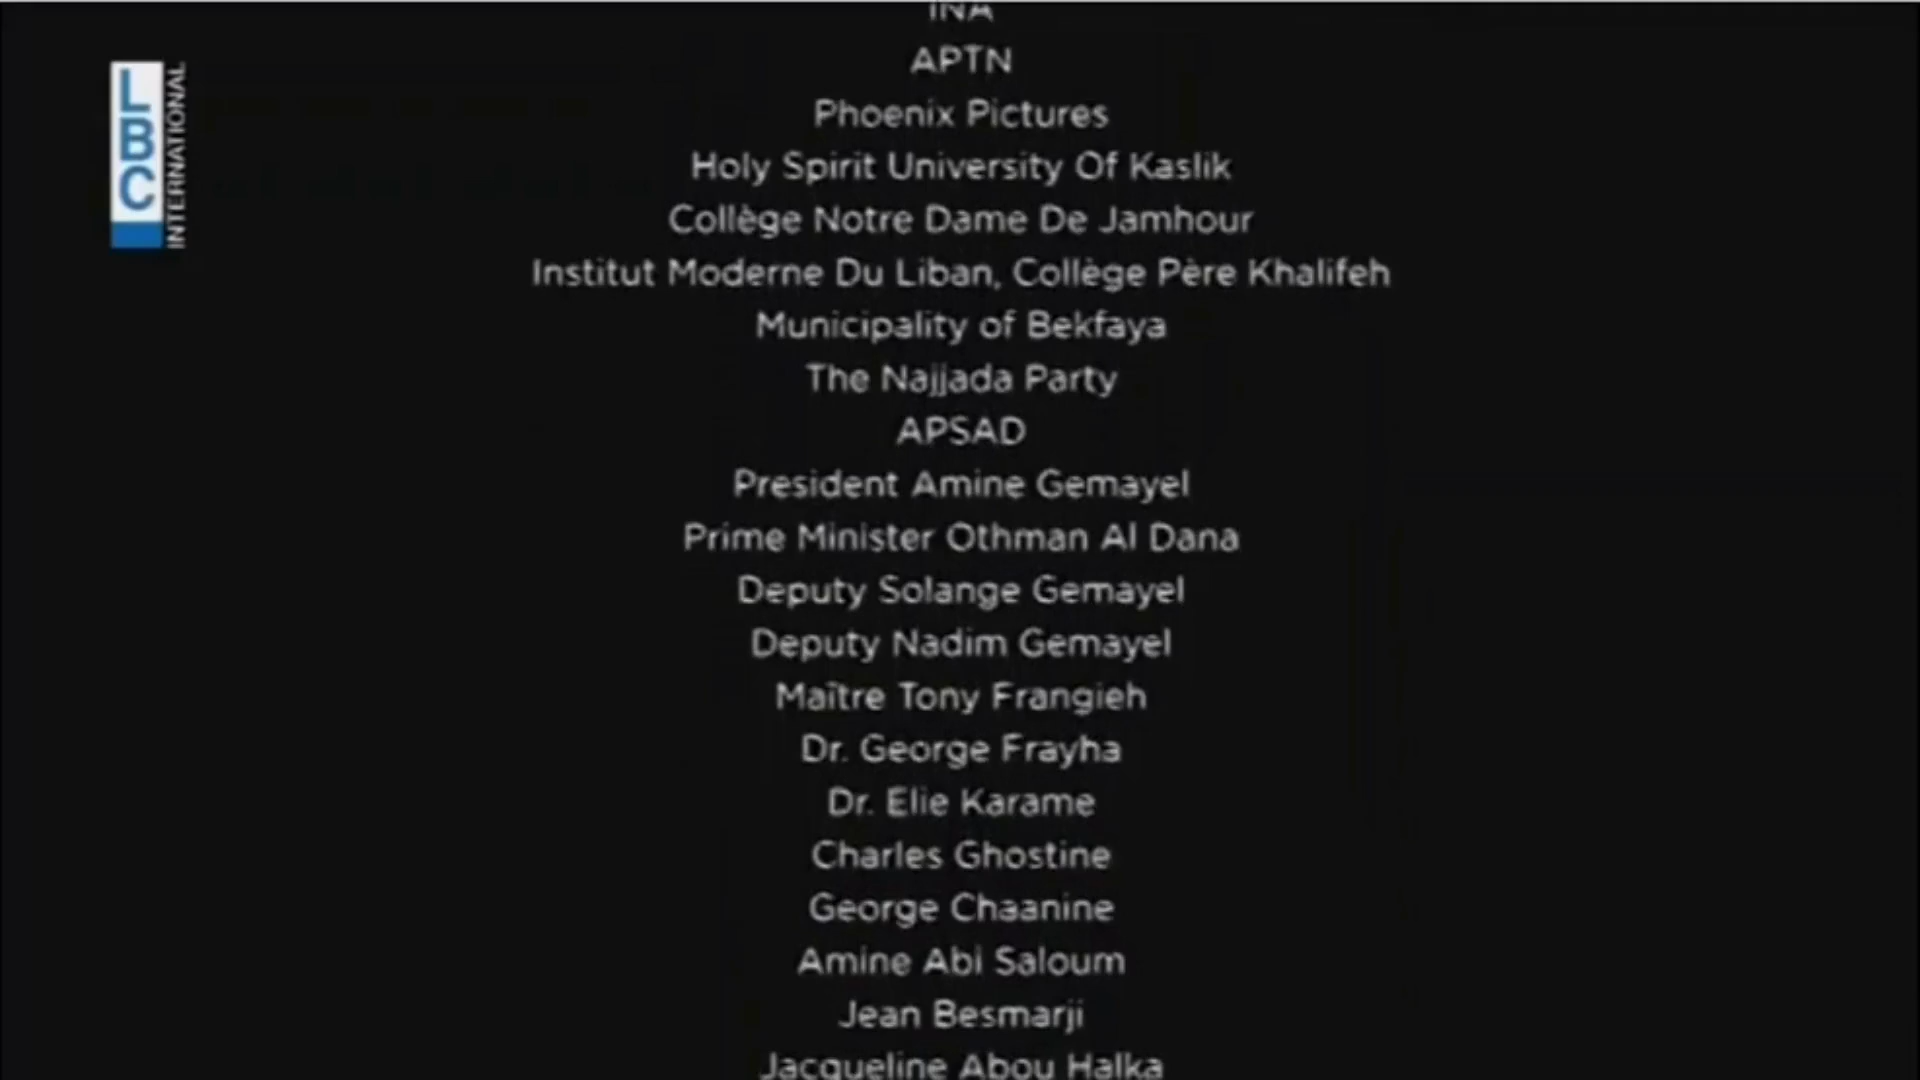 INA
APTN
Phoenix Pictures
Holy Spirit University Of Kaslik
Collège Notre Dame De Jamhour
Institut Moderne Du Liban, Collège Père Khalifeh
Municipality of Bekfaya
The Najjada Party
APSAD
President Amine Gemayel
Prime Minister Othman Al Dana
Deputy Solange Gemayel
Deputy Nadim Gemayel
Maître Tony Frangieh
Dr. George Frayha
Dr. Elie Karame
Charles Ghostine
George Chaanine
Amine Abi Saloum
Jean Besmarji
Jacqueline Abou Halka
LBC
INTERNATIONAL